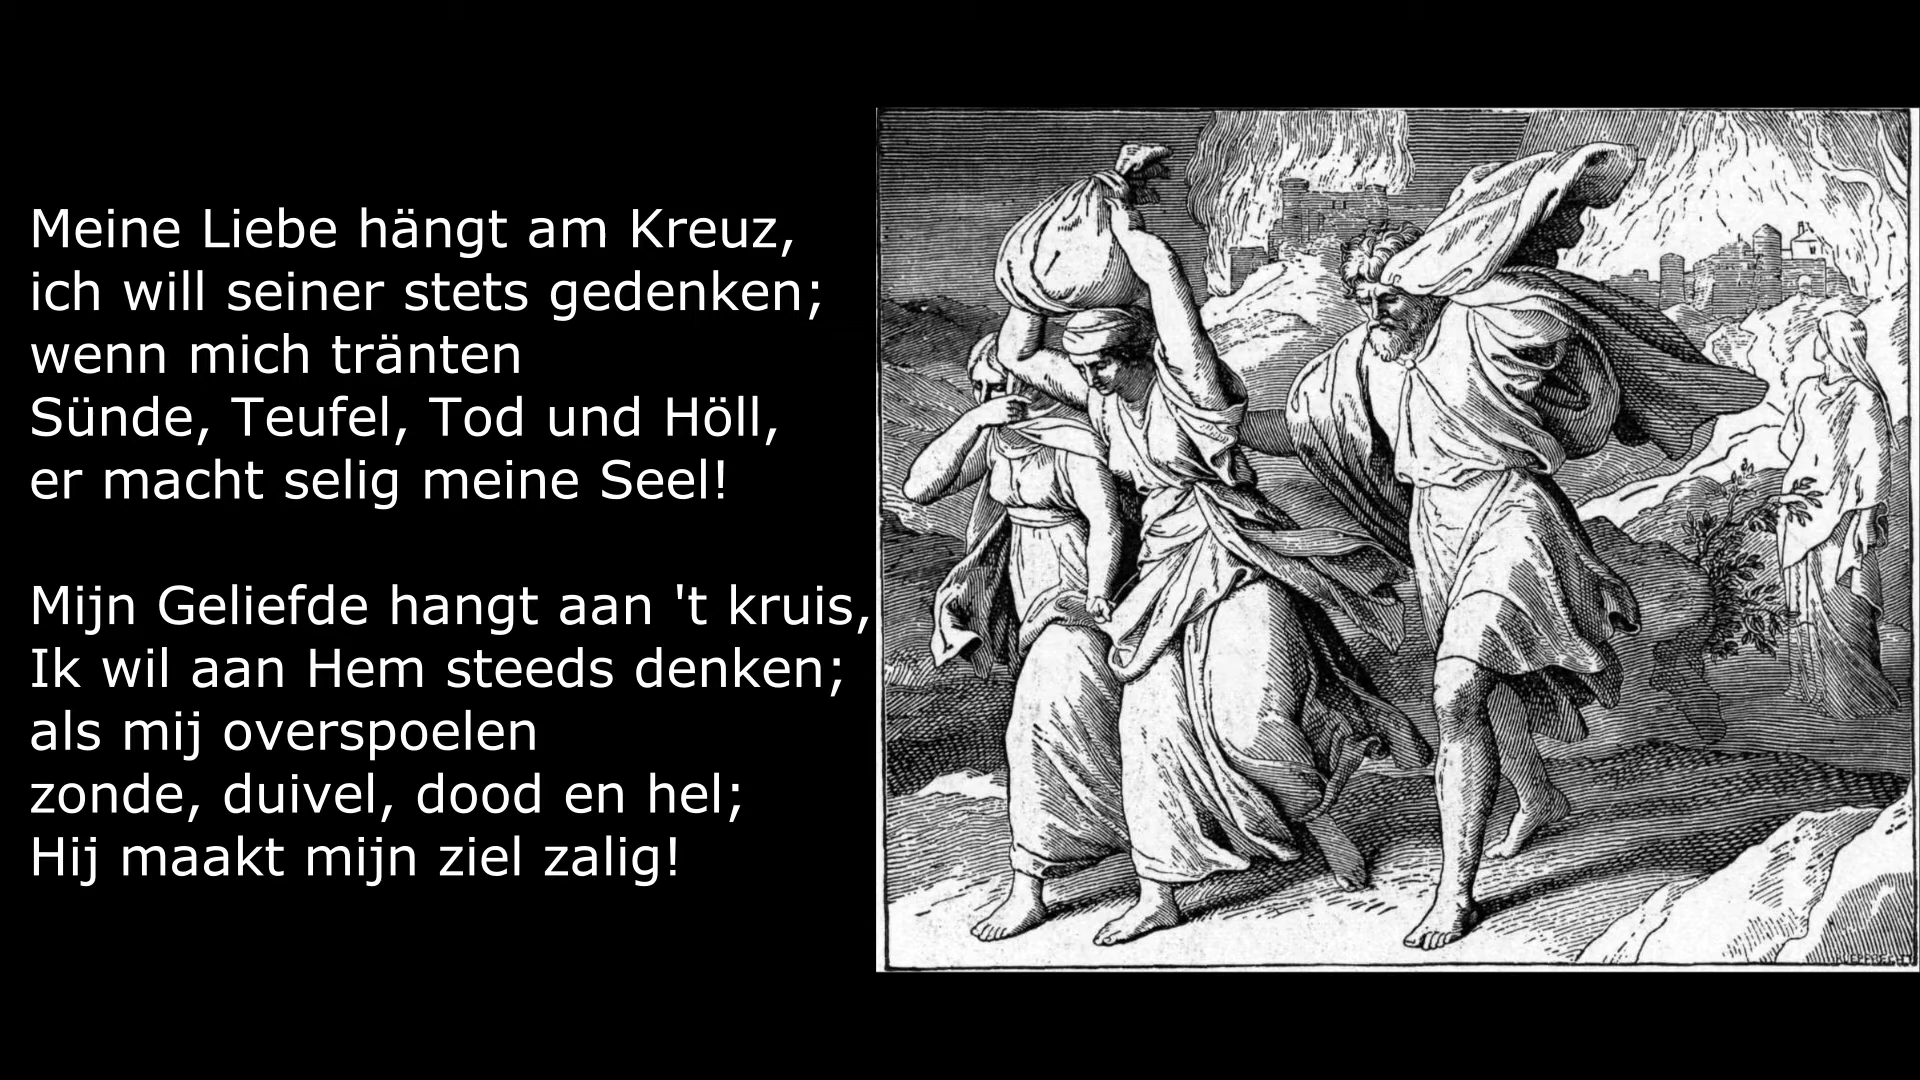 Meine Liebe hängt am Kreuz,
ich will seiner stets gedenken;
wenn mich tränten
Sünde, Teufel, Tod und Höll,
er macht selig meine Seel!
Mijn Geliefde hangt aan 't kruis,
Ik wil aan Hem steeds denken;
als mij overspoelen
zonde, duivel, dood en hel;
Hij maakt mijn ziel zalig!